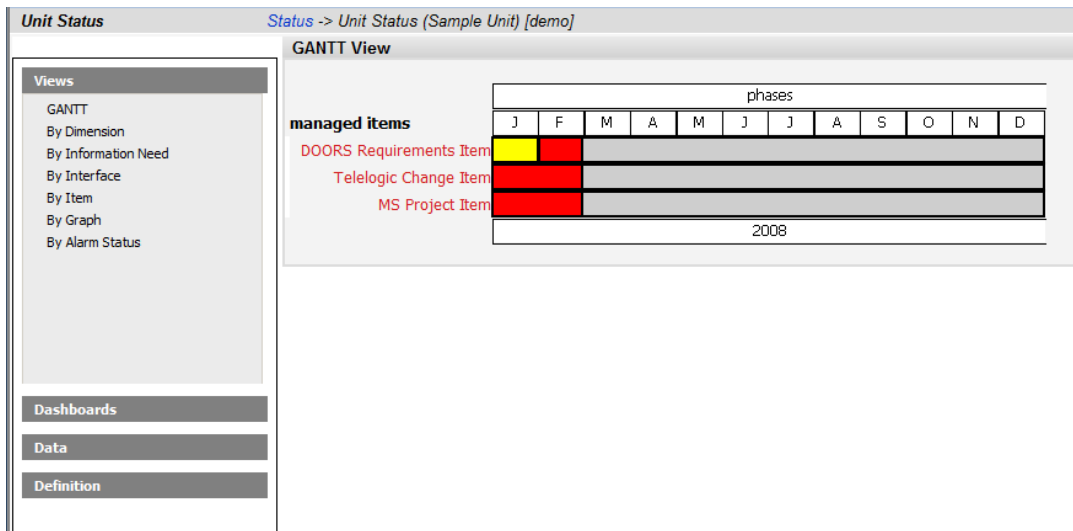 Unit Status
Status -> Unit Status (Sample Unit) [demo]
GANTT View
Views
GANTT
By Dimension
By Information Need
By Interface
By Item
By Graph
By Alarm Status
Dashboards
Data
Definition
phases
managed items J F M A M J J A S O N D
DOORS Requirements Item
Telelogic Change Item
MS Project Item
2008